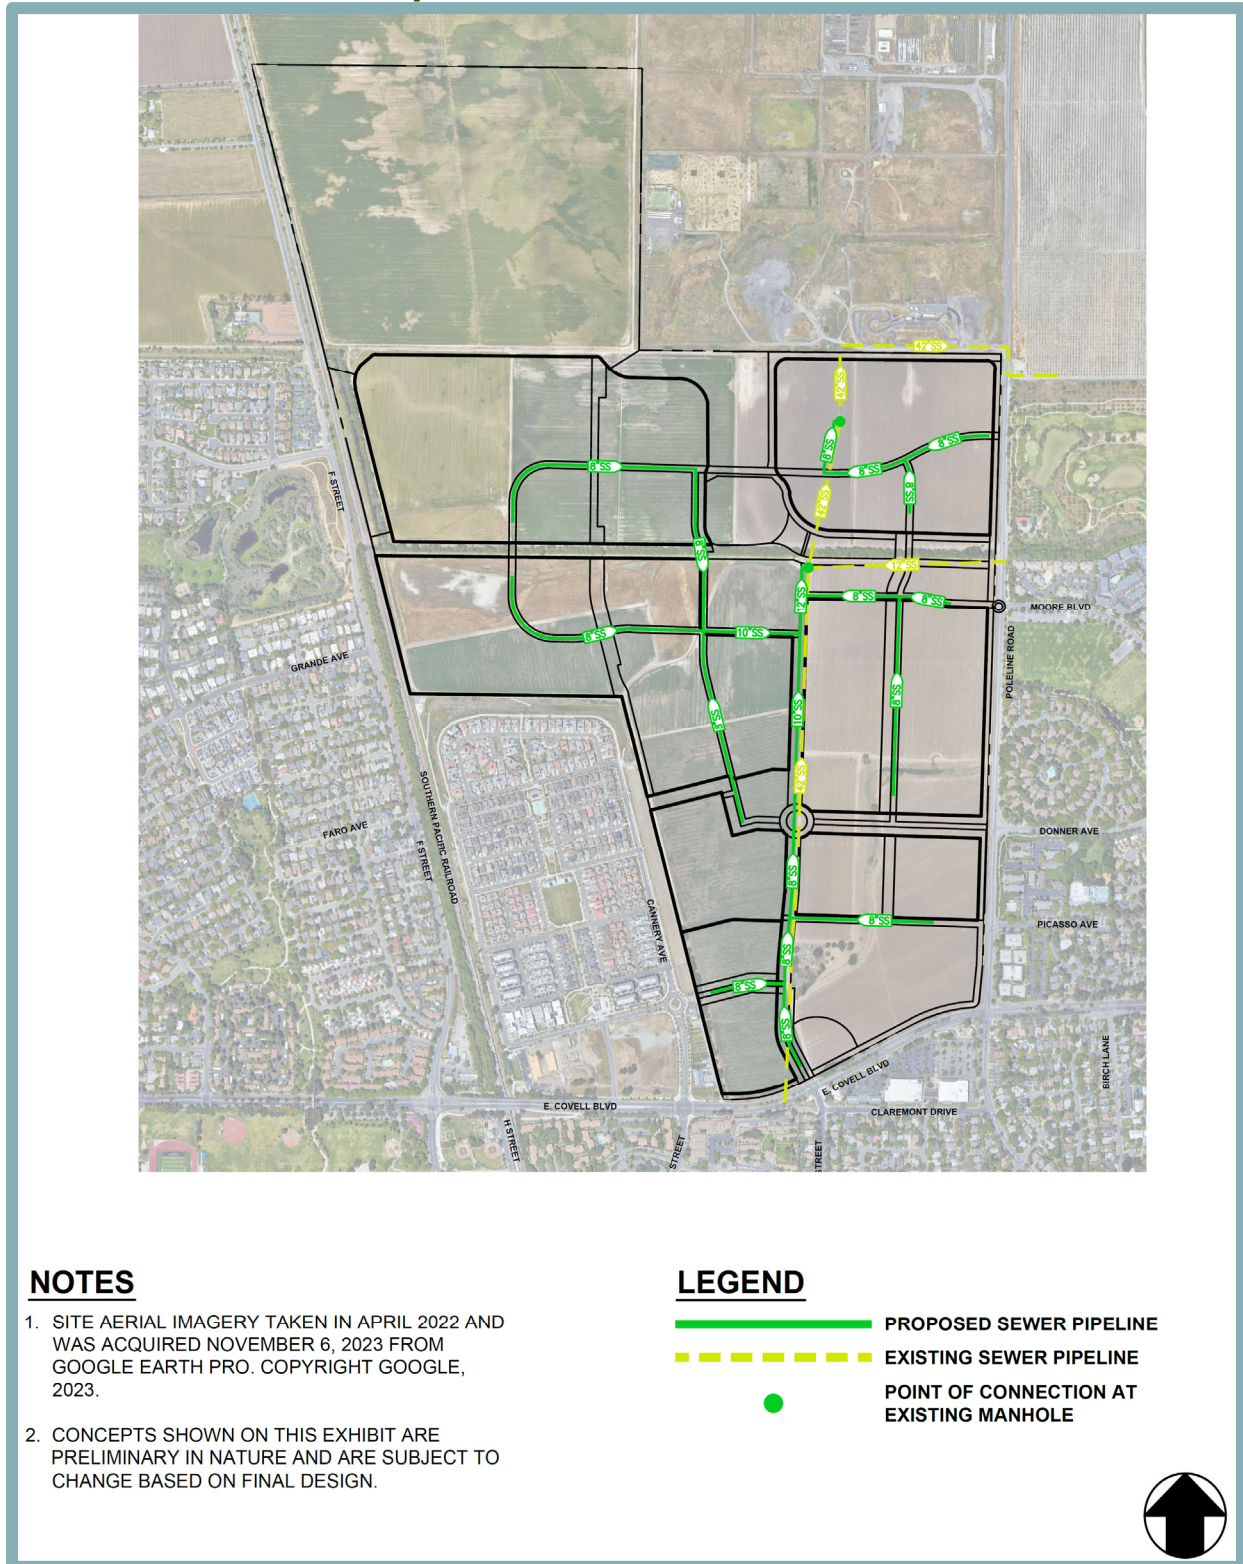 42"SS
42"SS
8"SS
8"SS
8"SS
8"SS
8"SS
42"SS
F STREET
8"SS
12"SS
12"SS
8"SS
8"SS
MOORE BLVD
8"SS
10"SS
GRANDE AVE
POLELINE ROAD
8"SS
8"SS
10"SS
42"SS
SOUTHERN PACIFIC RAILROAD
FARO AVE
F STREET
DONNER AVE
8"SS
CANNERY AVE
8"SS
PICASSO AVE
8"SS
8"SS
8"SS
BIRCH LANE
E. COVELL BLVD
E. COVELL BLVD
CLAREMONT DRIVE
H STREET
STREET
TREET
NOTES
1. SITE AERIAL IMAGERY TAKEN IN APRIL 2022 AND
WAS ACQUIRED NOVEMBER 6, 2023 FROM
GOOGLE EARTH PRO. COPYRIGHT GOOGLE,
2023.
2. CONCEPTS SHOWN ON THIS EXHIBIT ARE
PRELIMINARY IN NATURE AND ARE SUBJECT TO
CHANGE BASED ON FINAL DESIGN.
LEGEND
PROPOSED SEWER PIPELINE
EXISTING SEWER PIPELINE
POINT OF CONNECTION AT
EXISTING MANHOLE